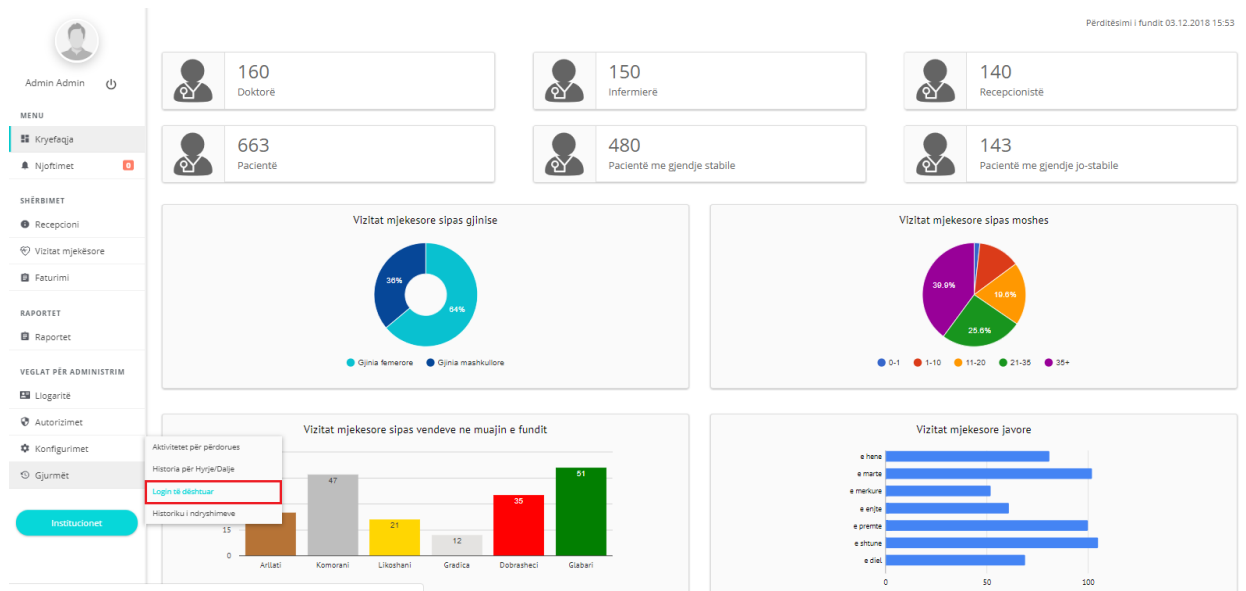 Përditësimi i fundit 03.12.2018 15:53
Admin Admin
MENU
Kryefaqja
Njoftimet 0
SHËRBIMET
Recepcioni
Vizitat mjekësore
Faturimi
RAPORTET
Raportet
VEGLAT PËR ADMINISTRIM
Llogaritë
Autorizimet
Konfigurimet
Gjurmët
Institucionet
Aktivitetet për përdorues
Historia për Hyrje/Dalje
Login të dështuar
Historiku i ndryshimeve
160
Doktorë
150
Infermierë
140
Recepcionistë
663
Pacientë
480
Pacientë me gjendje stabile
143
Pacientë me gjendje jo-stabile
Vizitat mjekesore sipas gjinise
36%
64%
Gjinia femerore Gjinia mashkullore
Vizitat mjekesore sipas moshes
39.9%
19.6%
25.6%
0-1 1-10 11-20 21-35 35+
Vizitat mjekesore sipas vendeve ne muajin e fundit
47
21
12
35
51
15
0
Arllati Komorani Likoshani Gradica Dobrasheci Glabari
Vizitat mjekesore javore
e hene
e marte
e merkure
e enjte
e premte
e shtune
e diel
0 50 100